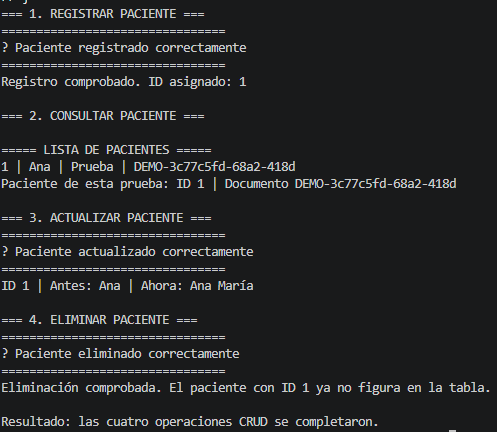 === 1. REGISTRAR PACIENTE ===
================================
? Paciente registrado correctamente
================================
Registro comprobado. ID asignado: 1
=== 2. CONSULTAR PACIENTE ===
===== LISTA DE PACIENTES =====
1 | Ana | Prueba | DEMO-3c77c5fd-68a2-418d
Paciente de esta prueba: ID 1 | Documento DEMO-3c77c5fd-68a2-418d
=== 3. ACTUALIZAR PACIENTE ===
================================
? Paciente actualizado correctamente
================================
ID 1 | Antes: Ana | Ahora: Ana María
=== 4. ELIMINAR PACIENTE ===
================================
? Paciente eliminado correctamente
================================
Eliminación comprobada. El paciente con ID 1 ya no figura en la tabla.
Resultado: las cuatro operaciones CRUD se completaron.